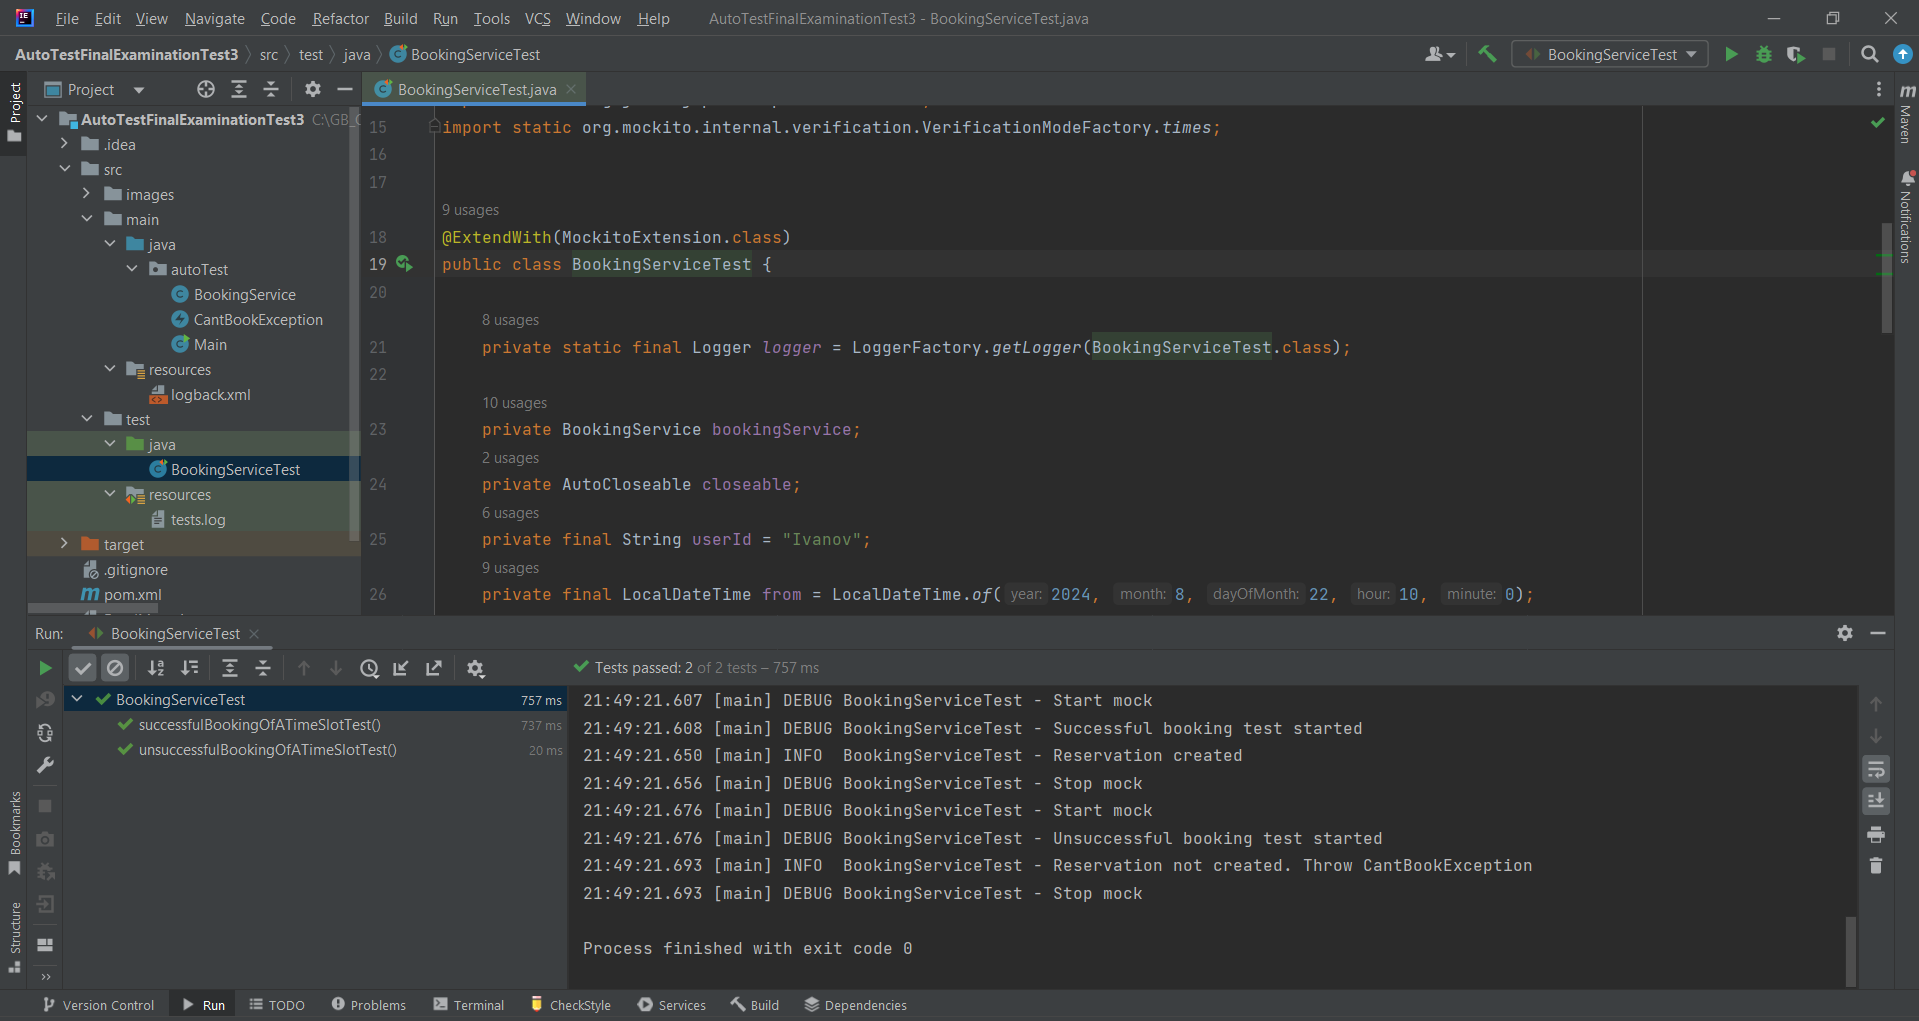 File Edit View Navigate Code Refactor Build Run Tools VCS Window Help AutoTestFinalExaminationTest3 - BookingServiceTest.java
AutoTestFinalExaminationTest3 src test java BookingServiceTest
BookingServiceTest
Project
BookingServiceTest.java
Project
AutoTestFinalExaminationTest3 C:\GB_
.idea
src
images
main
java
autoTest
BookingService
CantBookException
Main
resources
logback.xml
test
java
BookingServiceTest
resources
tests.log
target
.gitignore
pom.xml
15 import static org.mockito.internal.verification.VerificationModeFactory.times;
16
17
9 usages
18 @ExtendWith(MockitoExtension.class)
19 public class BookingServiceTest {
20
8 usages
21 private static final Logger logger = LoggerFactory.getLogger(BookingServiceTest.class);
22
10 usages
23 private BookingService bookingService;
2 usages
24 private AutoCloseable closeable;
6 usages
25 private final String userId = "Ivanov";
9 usages
26 private final LocalDateTime from = LocalDateTime.of( year: 2024, month: 8, dayOfMonth: 22, hour: 10, minute: 0);
Maven
Notifications
Run: BookingServiceTest
Tests passed: 2 of 2 tests – 757 ms
BookingServiceTest 757 ms
successfulBookingOfATimeSlotTest() 737 ms
unsuccessfulBookingOfATimeSlotTest() 20 ms
21:49:21.607 [main] DEBUG BookingServiceTest - Start mock
21:49:21.608 [main] DEBUG BookingServiceTest - Successful booking test started
21:49:21.650 [main] INFO  BookingServiceTest - Reservation created
21:49:21.656 [main] DEBUG BookingServiceTest - Stop mock
21:49:21.676 [main] DEBUG BookingServiceTest - Start mock
21:49:21.676 [main] DEBUG BookingServiceTest - Unsuccessful booking test started
21:49:21.693 [main] INFO  BookingServiceTest - Reservation not created. Throw CantBookException
21:49:21.693 [main] DEBUG BookingServiceTest - Stop mock
Process finished with exit code 0
Bookmarks
Structure
Version Control Run TODO Problems Terminal CheckStyle Services Build Dependencies